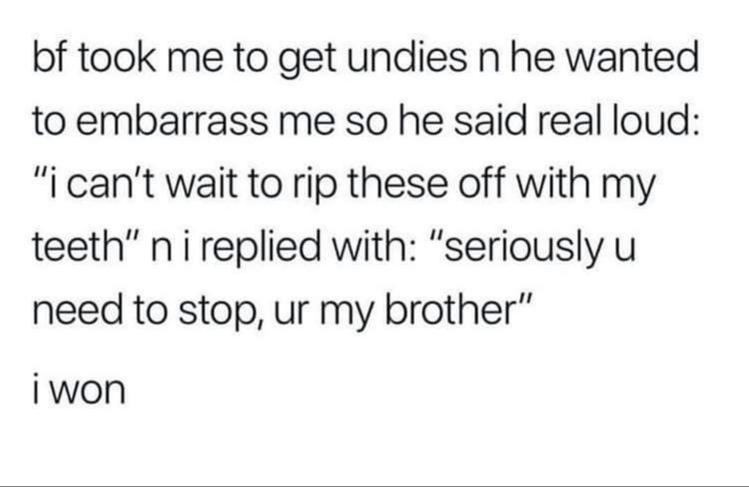 bf took me to get undies n he wanted
to embarrass me so he said real loud:
"i can't wait to rip these off with my
teeth" n i replied with: "seriously u
need to stop, ur my brother"
i won